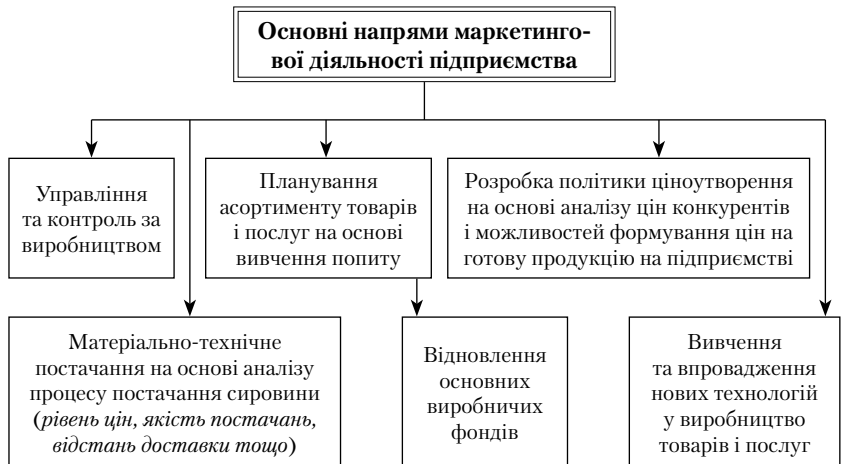 Основні напрями маркетинго-
вої діяльності підприємства
Управління
та контроль за
виробництвом
Планування
асортименту товарів
і послуг на основі
вивчення попиту
Розробка політики ціноутворення
на основі аналізу цін конкурентів
і можливостей формування цін на
готову продукцію на підприємстві
Матеріально-технічне
постачання на основі аналізу
процесу постачання сировини
(рівень цін, якість постачань,
відстань доставки тощо)
Відновлення
основних
виробничих
фондів
Вивчення
та впровадження
нових технологій
у виробництво
товарів і послуг